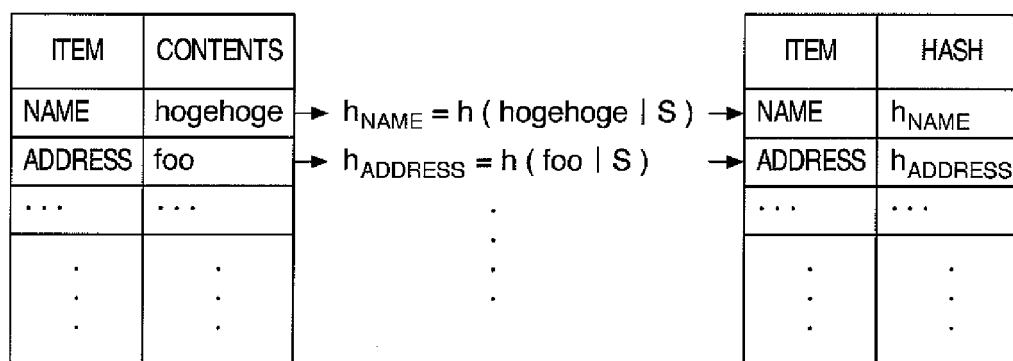 ITEM CONTENTS ITEM HASH
NAME hogehoge h_NAME = h ( hogehoge | S ) NAME h_NAME
ADDRESS foo h_ADDRESS = h ( foo | S ) ADDRESS h_ADDRESS
... ... ... ...